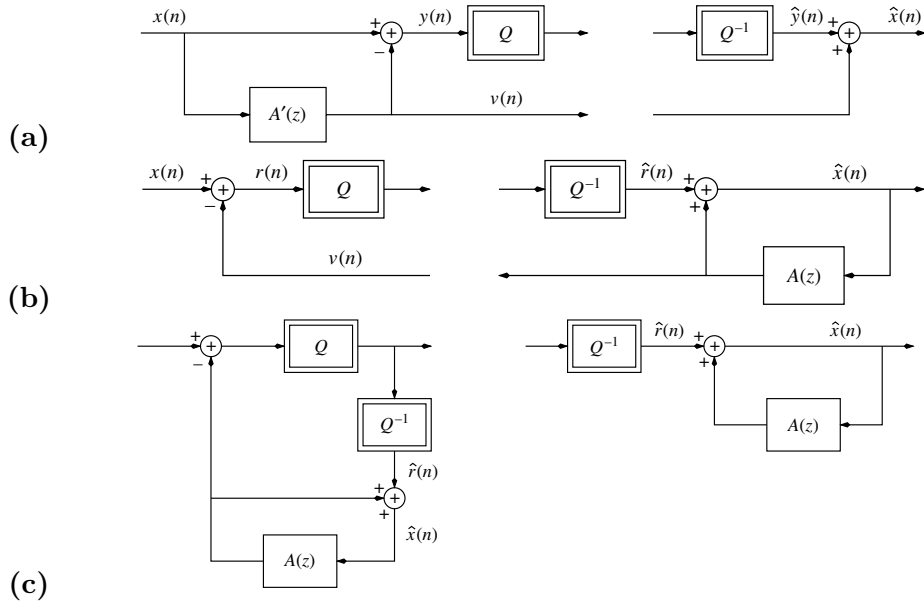 x(n) + y(n) Q Q⁻¹ ŷ(n) + x̂(n)
+ − + +
A′(z) v(n)
(a)
x(n) + r(n) Q Q⁻¹ r̂(n) + x̂(n)
+ − + +
v(n) A(z)
(b)
+ + Q Q⁻¹ r̂(n) + + x̂(n)
− +
Q⁻¹ A(z)
r̂(n)
+ +
+ x̂(n)
A(z)
(c)